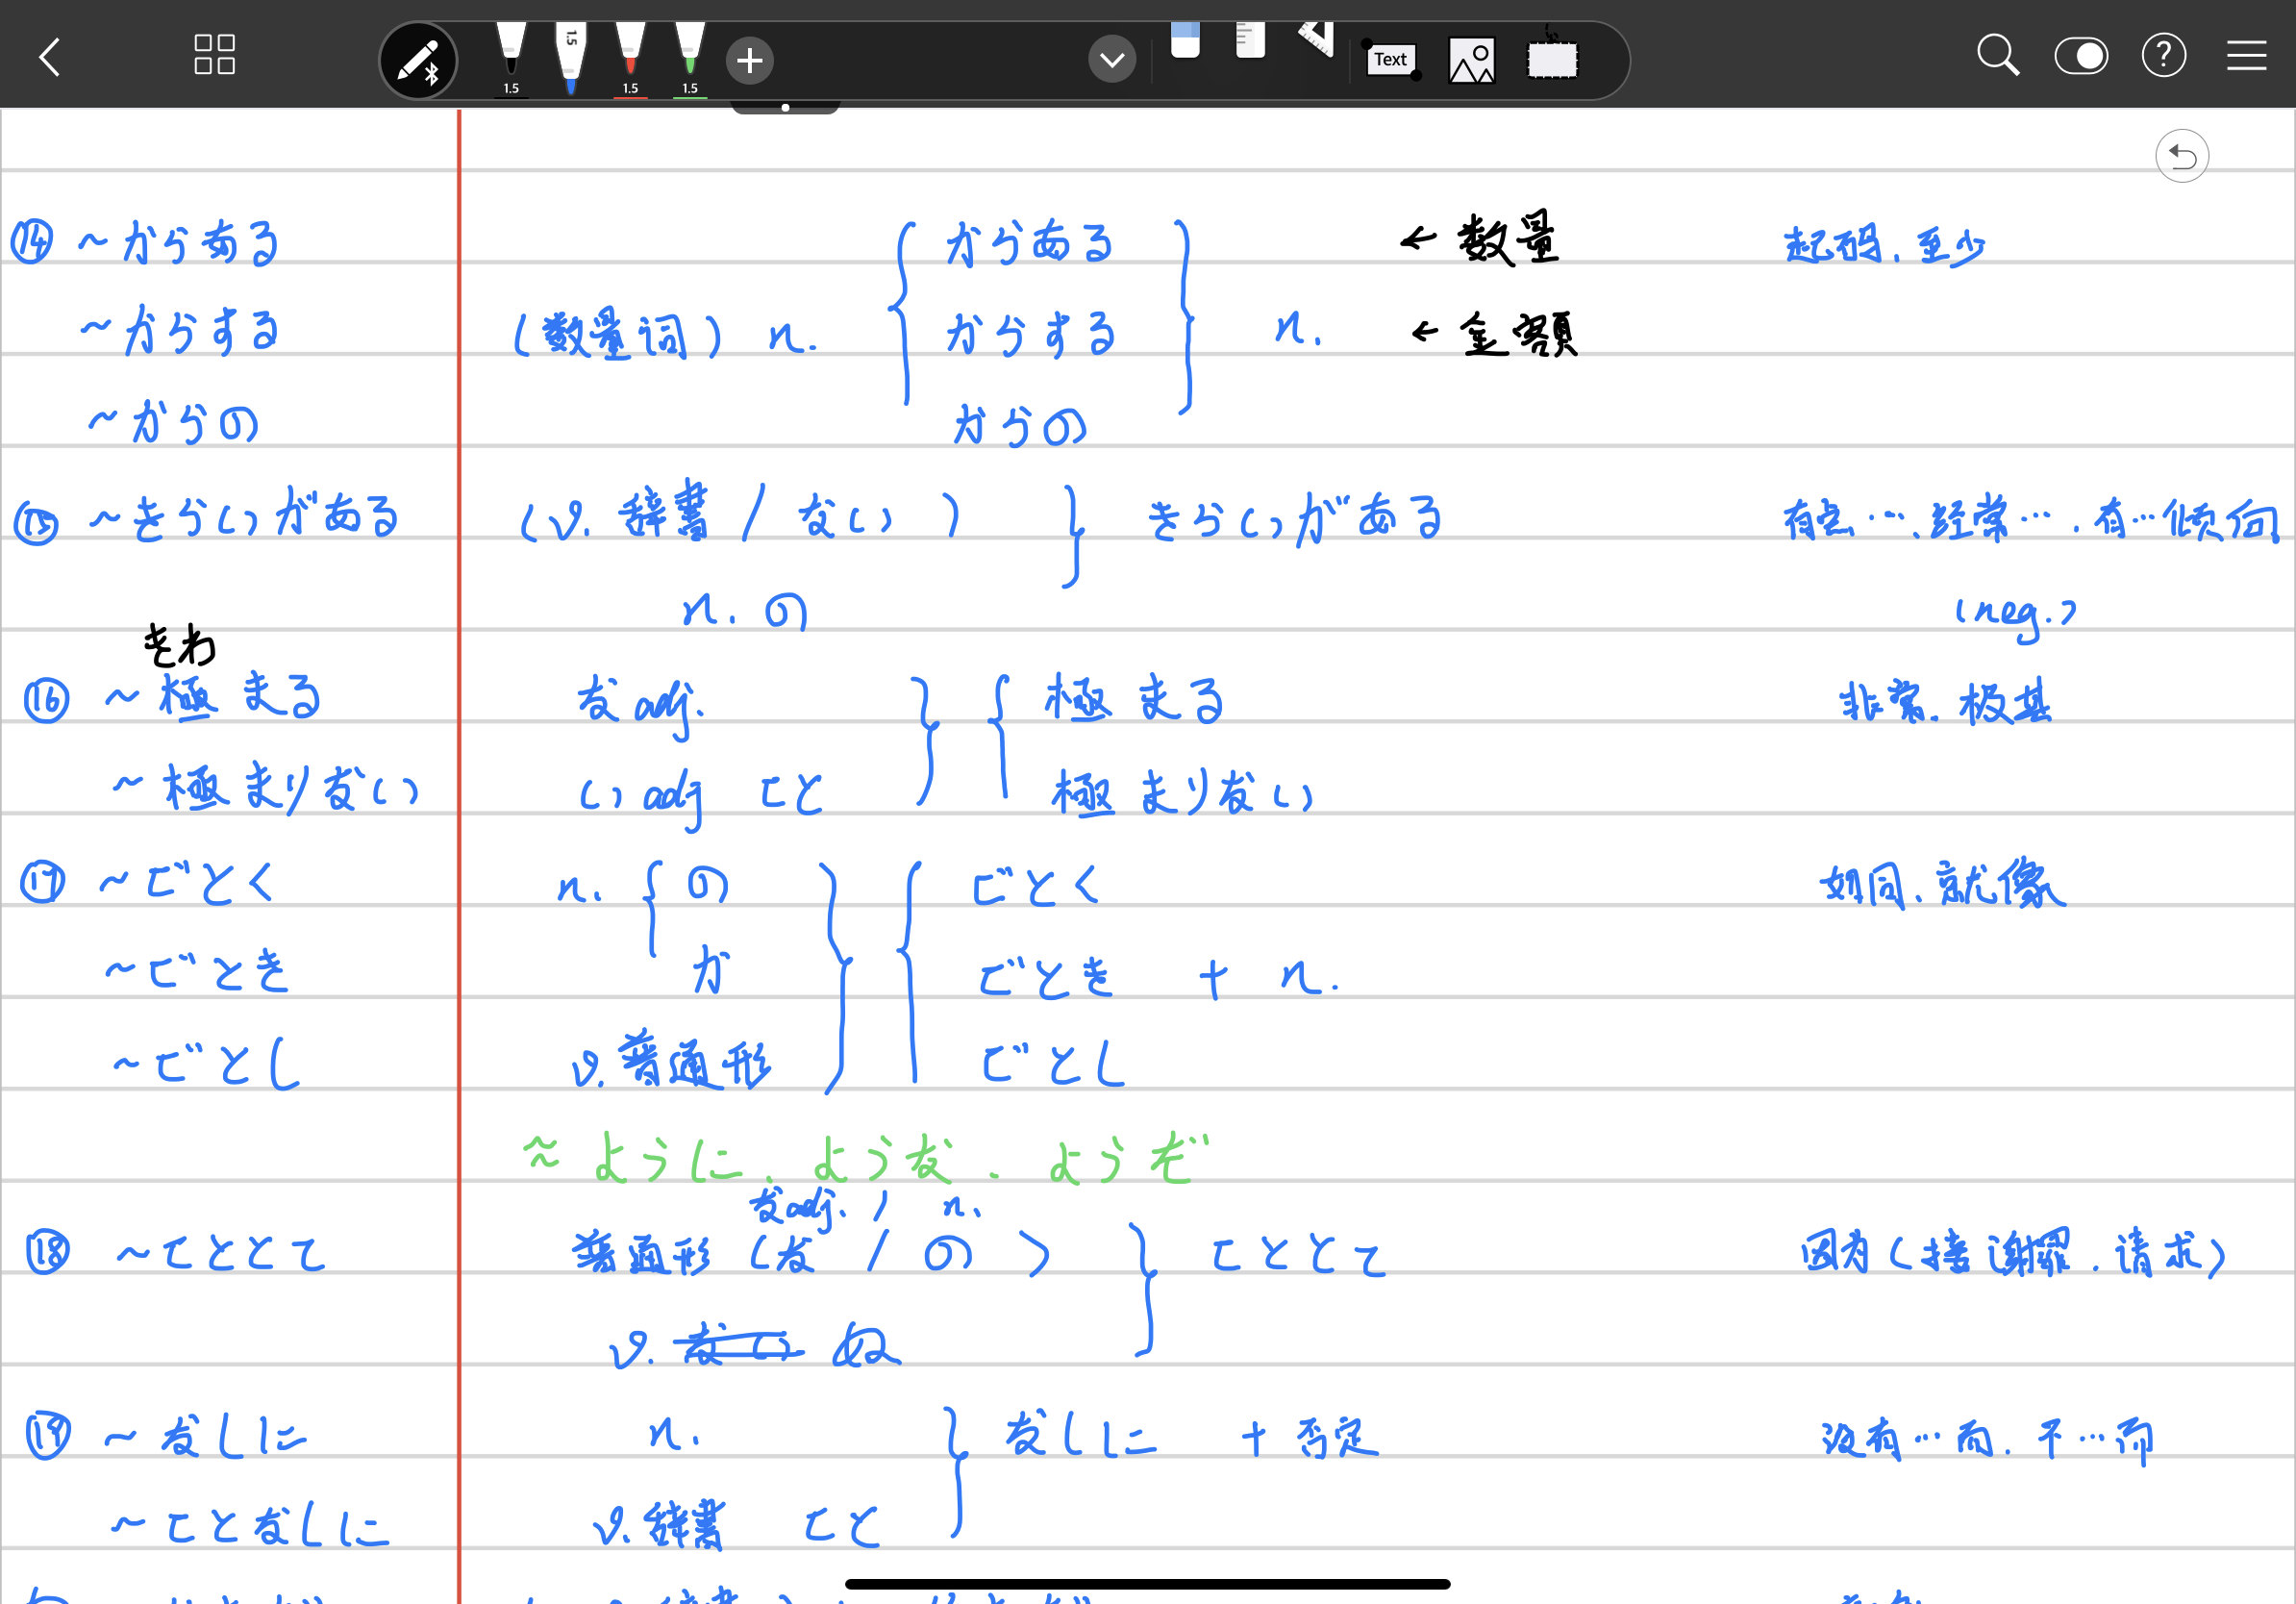 1.5 1.5 1.5 1.5 Text
⑭ ~からある { からある } ← 数量 起码、至少
~からする (数量词) n. からする n. ← 金額
~からの からの
⑮ ~きらいがある (v. 辞書 / ない) } きらいがある 有点…、经常…、有…倾向
n. の (neg.)
きわ
⑯ ~極まる な adj. } { 極まる 非常、极其
~極まりない い adj こと 極まりない
⑰ ~ごとく n. { の } { ごとく 如同、就像
~ごとき が ごとき + n.
~ごとし v. 普通形 ごとし
≈ ように、ような、ようだ
な adj. / n.
⑱ ~こととて 普通形 (な / の) } こととて 因为(道歉、请求)
v. ない ぬ
⑲ ~なしに n. } なしに + 否定 没有…而、不…而
~ことなしに v. 辞書 こと